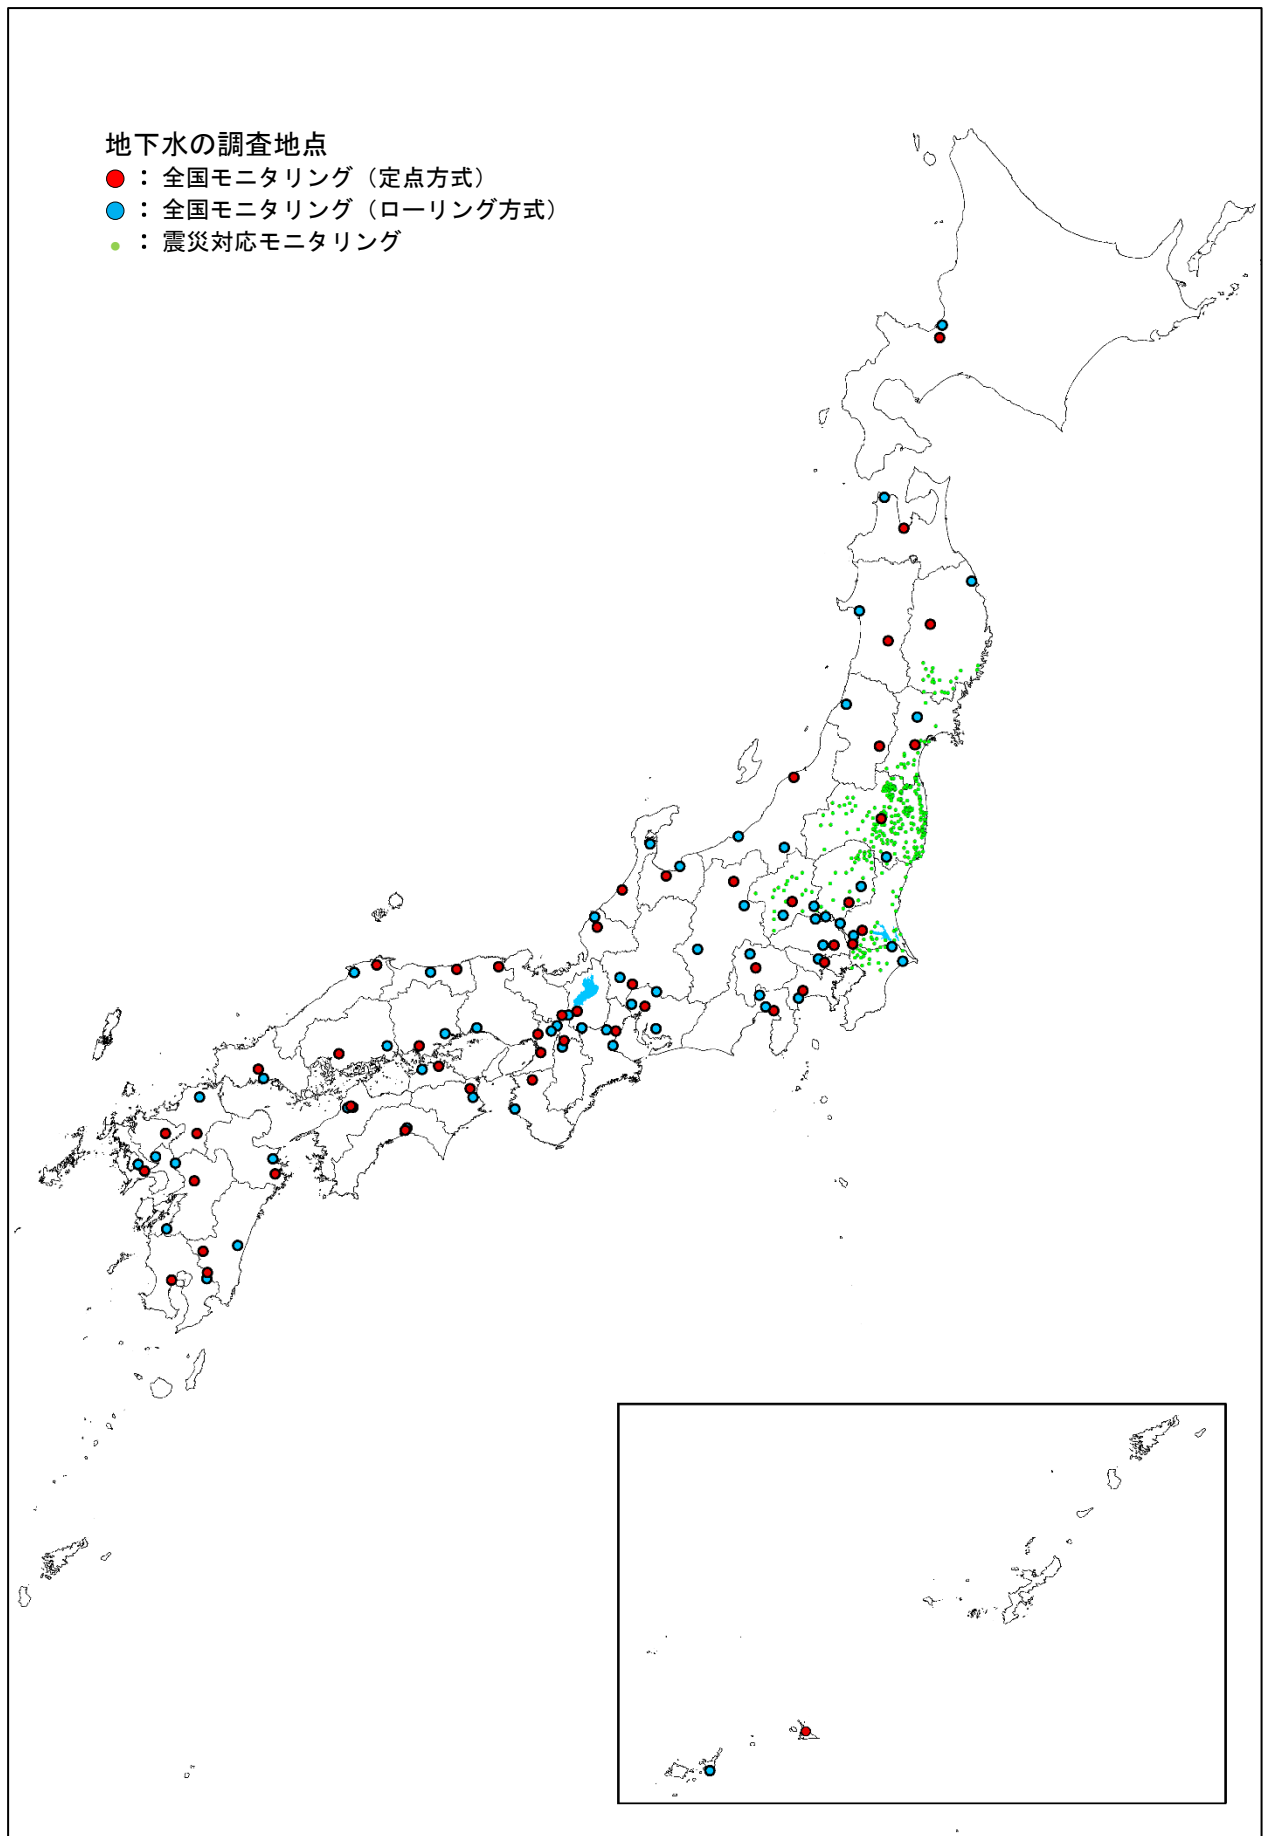 地下水の調査地点
：全国モニタリング（定点方式）
：全国モニタリング（ローリング方式）
：震災対応モニタリング